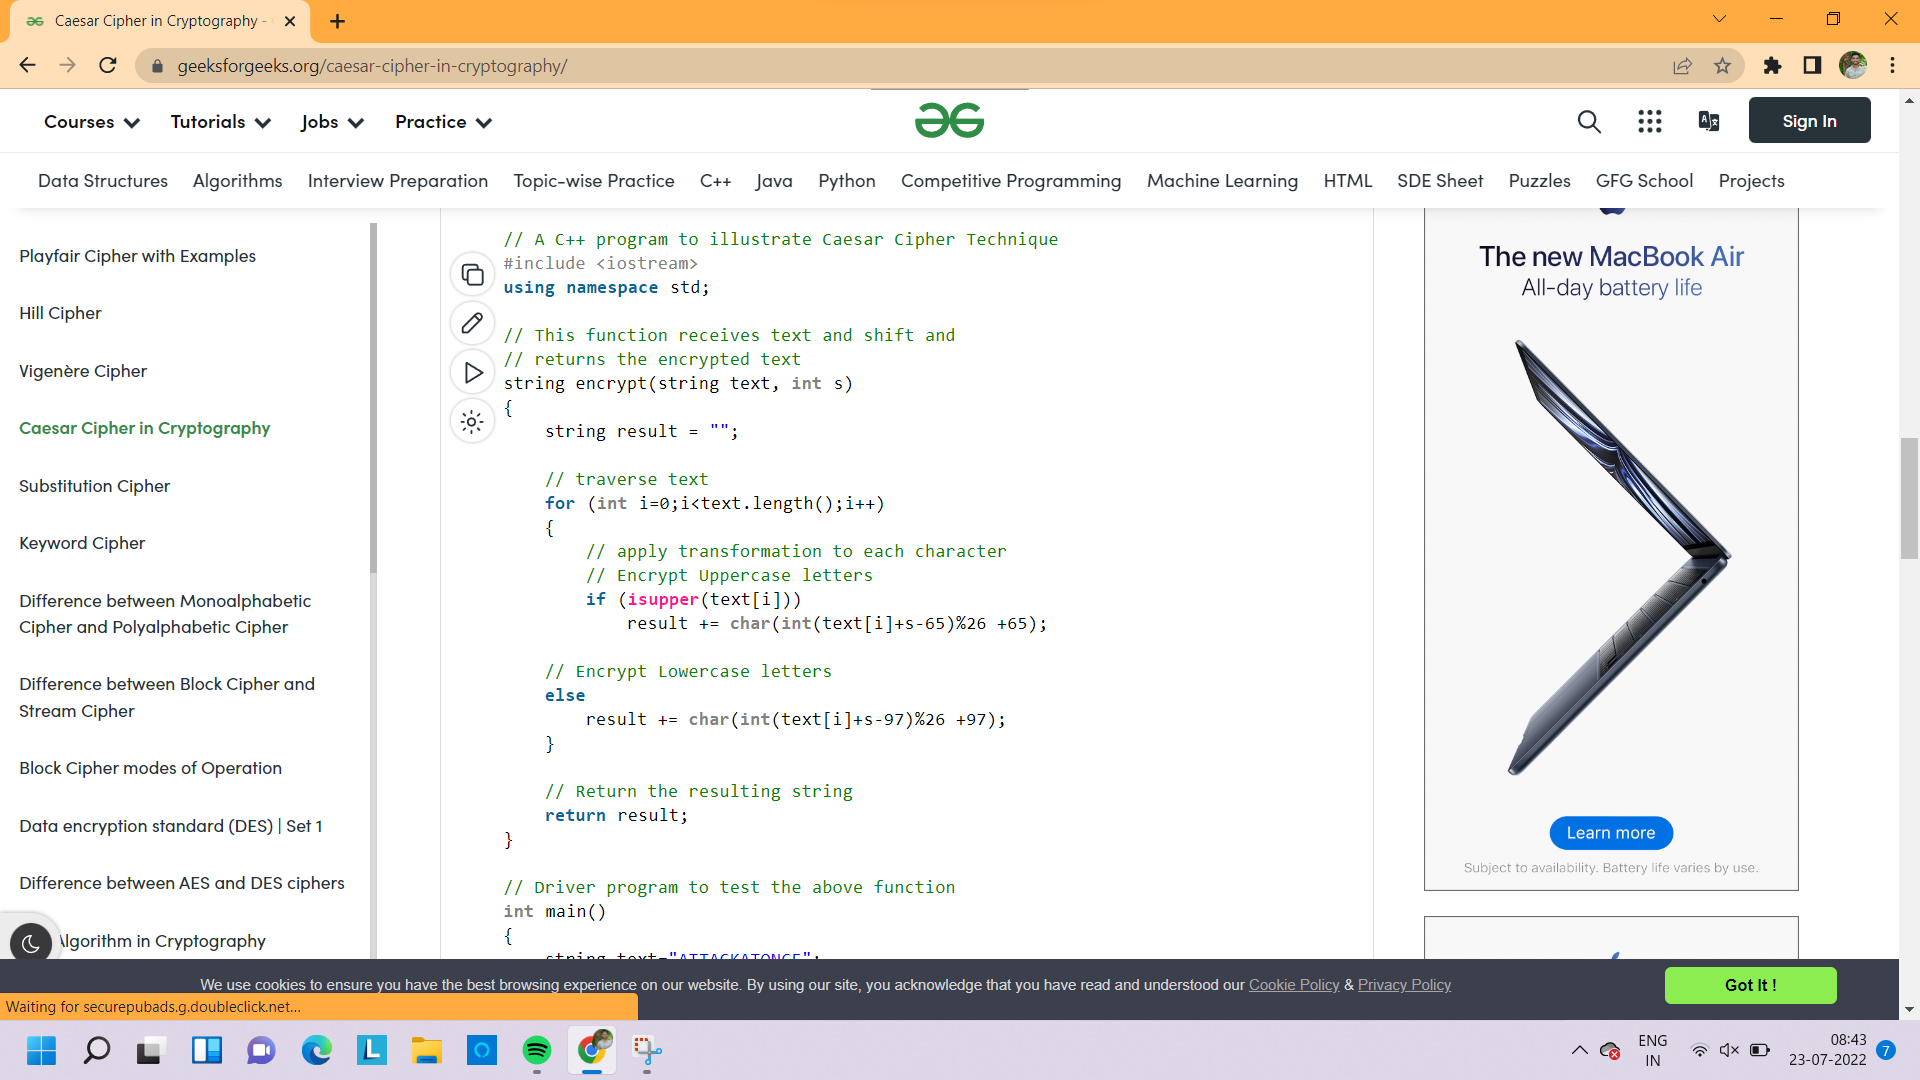 Caesar Cipher in Cryptography -
geeksforgeeks.org/caesar-cipher-in-cryptography/
Courses Tutorials Jobs Practice Sign In
Data Structures Algorithms Interview Preparation Topic-wise Practice C++ Java Python Competitive Programming Machine Learning HTML SDE Sheet Puzzles GFG School Projects
Playfair Cipher with Examples
Hill Cipher
Vigenère Cipher
Caesar Cipher in Cryptography
Substitution Cipher
Keyword Cipher
Difference between Monoalphabetic
Cipher and Polyalphabetic Cipher
Difference between Block Cipher and
Stream Cipher
Block Cipher modes of Operation
Data encryption standard (DES) | Set 1
Difference between AES and DES ciphers
Algorithm in Cryptography
// A C++ program to illustrate Caesar Cipher Technique
#include <iostream>
using namespace std;
// This function receives text and shift and
// returns the encrypted text
string encrypt(string text, int s)
{
string result = "";
// traverse text
for (int i=0;i<text.length();i++)
{
// apply transformation to each character
// Encrypt Uppercase letters
if (isupper(text[i]))
result += char(int(text[i]+s-65)%26 +65);
// Encrypt Lowercase letters
else
result += char(int(text[i]+s-97)%26 +97);
}
// Return the resulting string
return result;
}
// Driver program to test the above function
int main()
{
string text="ATTACKATONCE";
The new MacBook Air
All-day battery life
Learn more
Subject to availability. Battery life varies by use.
We use cookies to ensure you have the best browsing experience on our website. By using our site, you acknowledge that you have read and understood our Cookie Policy & Privacy Policy
Got It !
Waiting for securepubads.g.doubleclick.net...
ENG
IN
08:43
23-07-2022
7